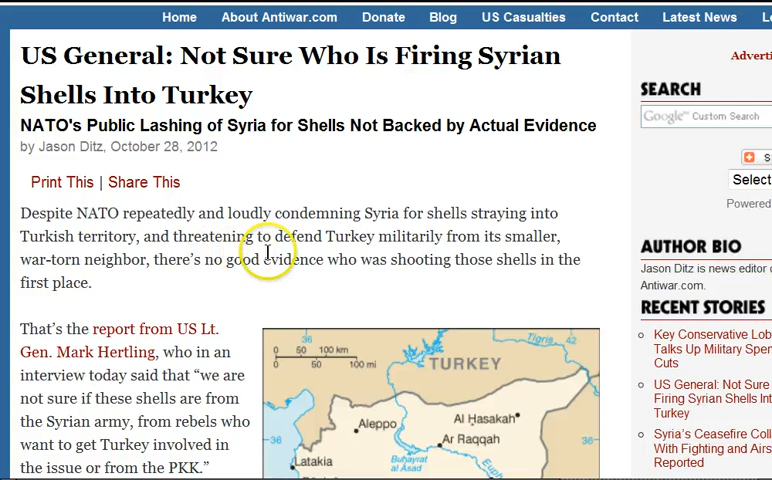 Home About Antiwar.com Donate Blog US Casualties Contact Latest News
US General: Not Sure Who Is Firing Syrian
Shells Into Turkey
NATO's Public Lashing of Syria for Shells Not Backed by Actual Evidence
by Jason Ditz, October 28, 2012
Print This | Share This
Despite NATO repeatedly and loudly condemning Syria for shells straying into
Turkish territory, and threatening to defend Turkey militarily from its smaller,
war-torn neighbor, there's no good evidence who was shooting those shells in the
first place.
That's the report from US Lt.
Gen. Mark Hertling, who in an
interview today said that “we are
not sure if these shells are from
the Syrian army, from rebels who
want to get Turkey involved in
the issue or from the PKK.”
36 42
0 50 100 km
0 50 100 mi
Tigris
TURKEY
Aleppo
Al Hasakah
Ar Raqqah
36 36
Latakia
Buhayrat
al Asad
Euph
Adverti
SEARCH
Google™ Custom Search
S
Select
Powered
AUTHOR BIO
Jason Ditz is news editor
Antiwar.com.
RECENT STORIES
Key Conservative Lob
Talks Up Military Spen
Cuts
US General: Not Sure
Firing Syrian Shells Int
Turkey
Syria's Ceasefire Coll
With Fighting and Airs
Reported